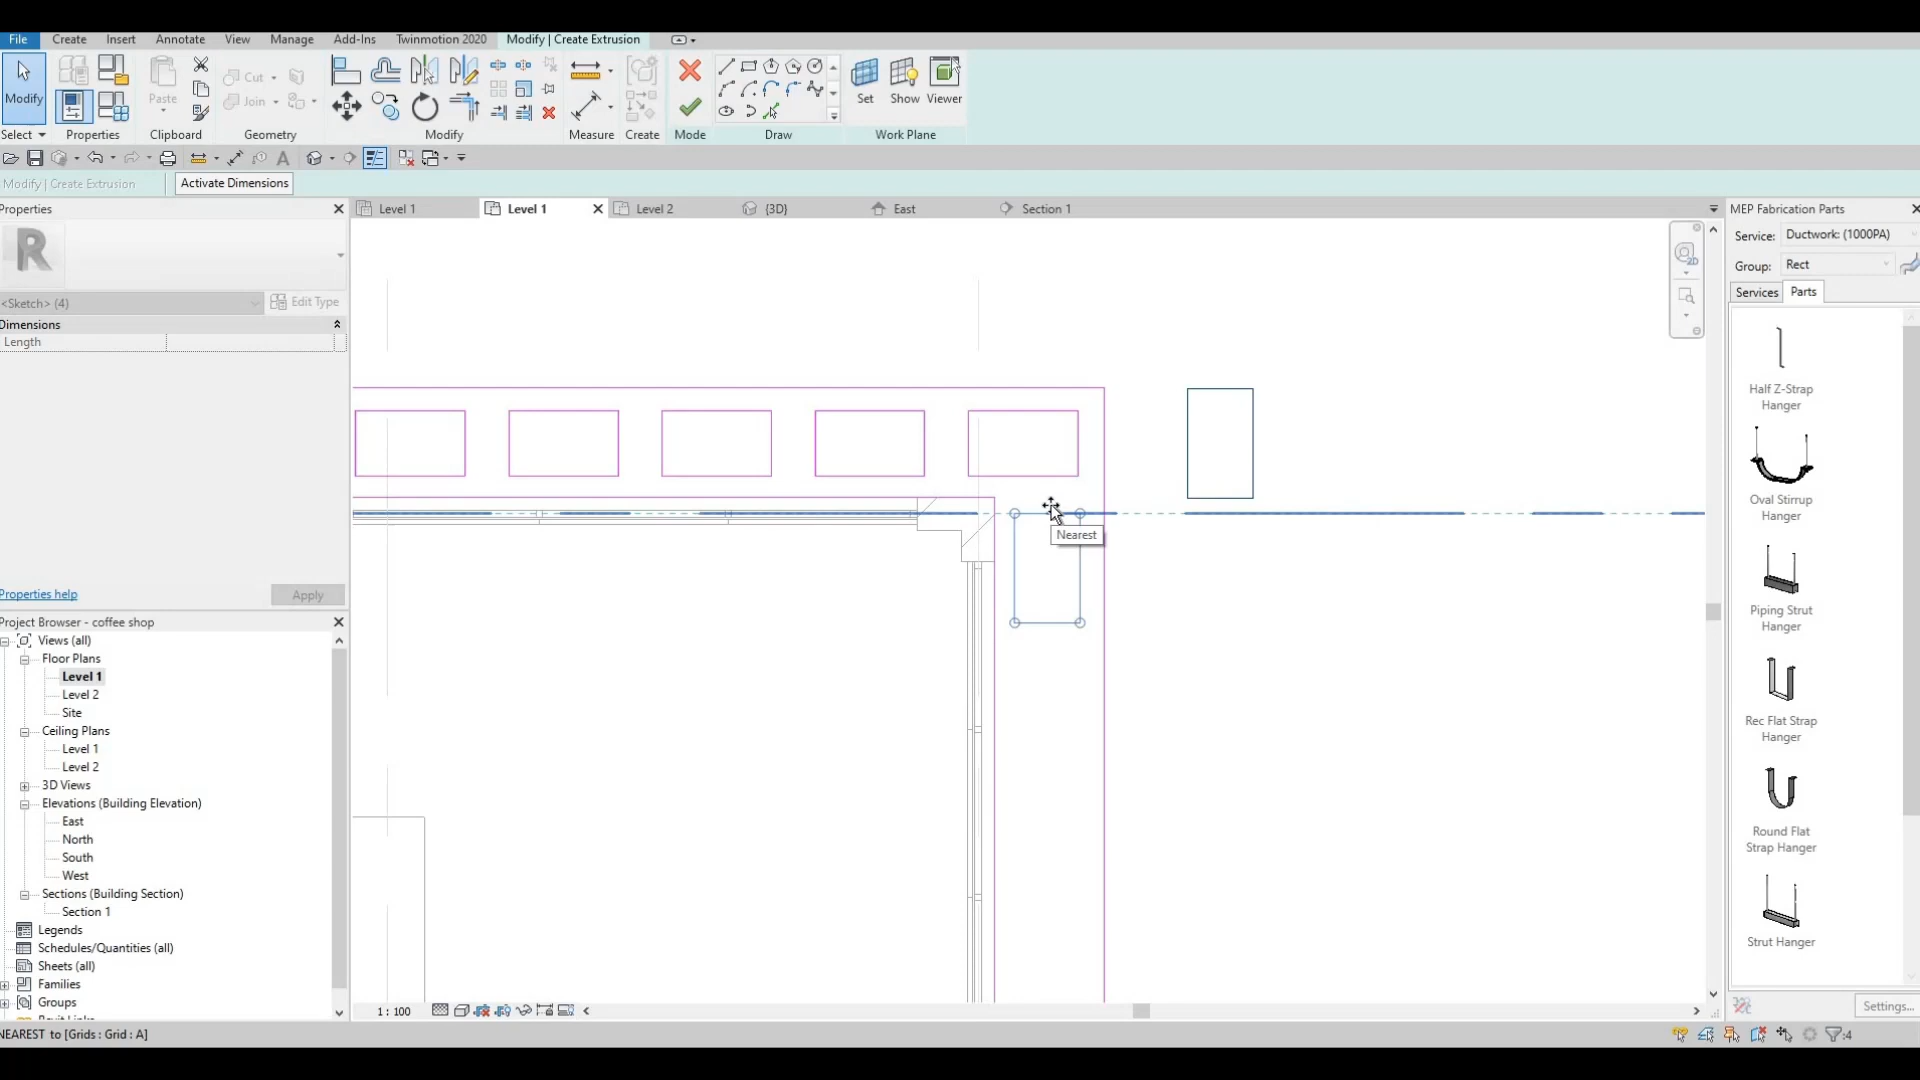 File Create Insert Annotate View Manage Add-Ins Twinmotion 2020 Modify | Create Extrusion
Modify Paste Cut Join Set Show Viewer
Select Properties Clipboard Geometry Modify Measure Create Mode Draw Work Plane
Modify | Create Extrusion Activate Dimensions
Properties
Level 1 Level 1 Level 2 {3D} East Section 1
MEP Fabrication Parts
Service: Ductwork: (1000PA)
Group: Rect
Services Parts
<Sketch> (4) Edit Type
Dimensions
Length
Half Z-Strap
Hanger
Oval Stirrup
Hanger
Nearest
Piping Strut
Hanger
Properties help Apply
Project Browser - coffee shop
Views (all)
Floor Plans
Level 1
Level 2
Site
Ceiling Plans
Level 1
Level 2
3D Views
Elevations (Building Elevation)
East
North
South
West
Sections (Building Section)
Section 1
Legends
Schedules/Quantities (all)
Sheets (all)
Families
Groups
Rec Flat Strap
Hanger
Round Flat
Strap Hanger
Strut Hanger
1 : 100
Settings...
NEAREST to [Grids : Grid : A]
:4